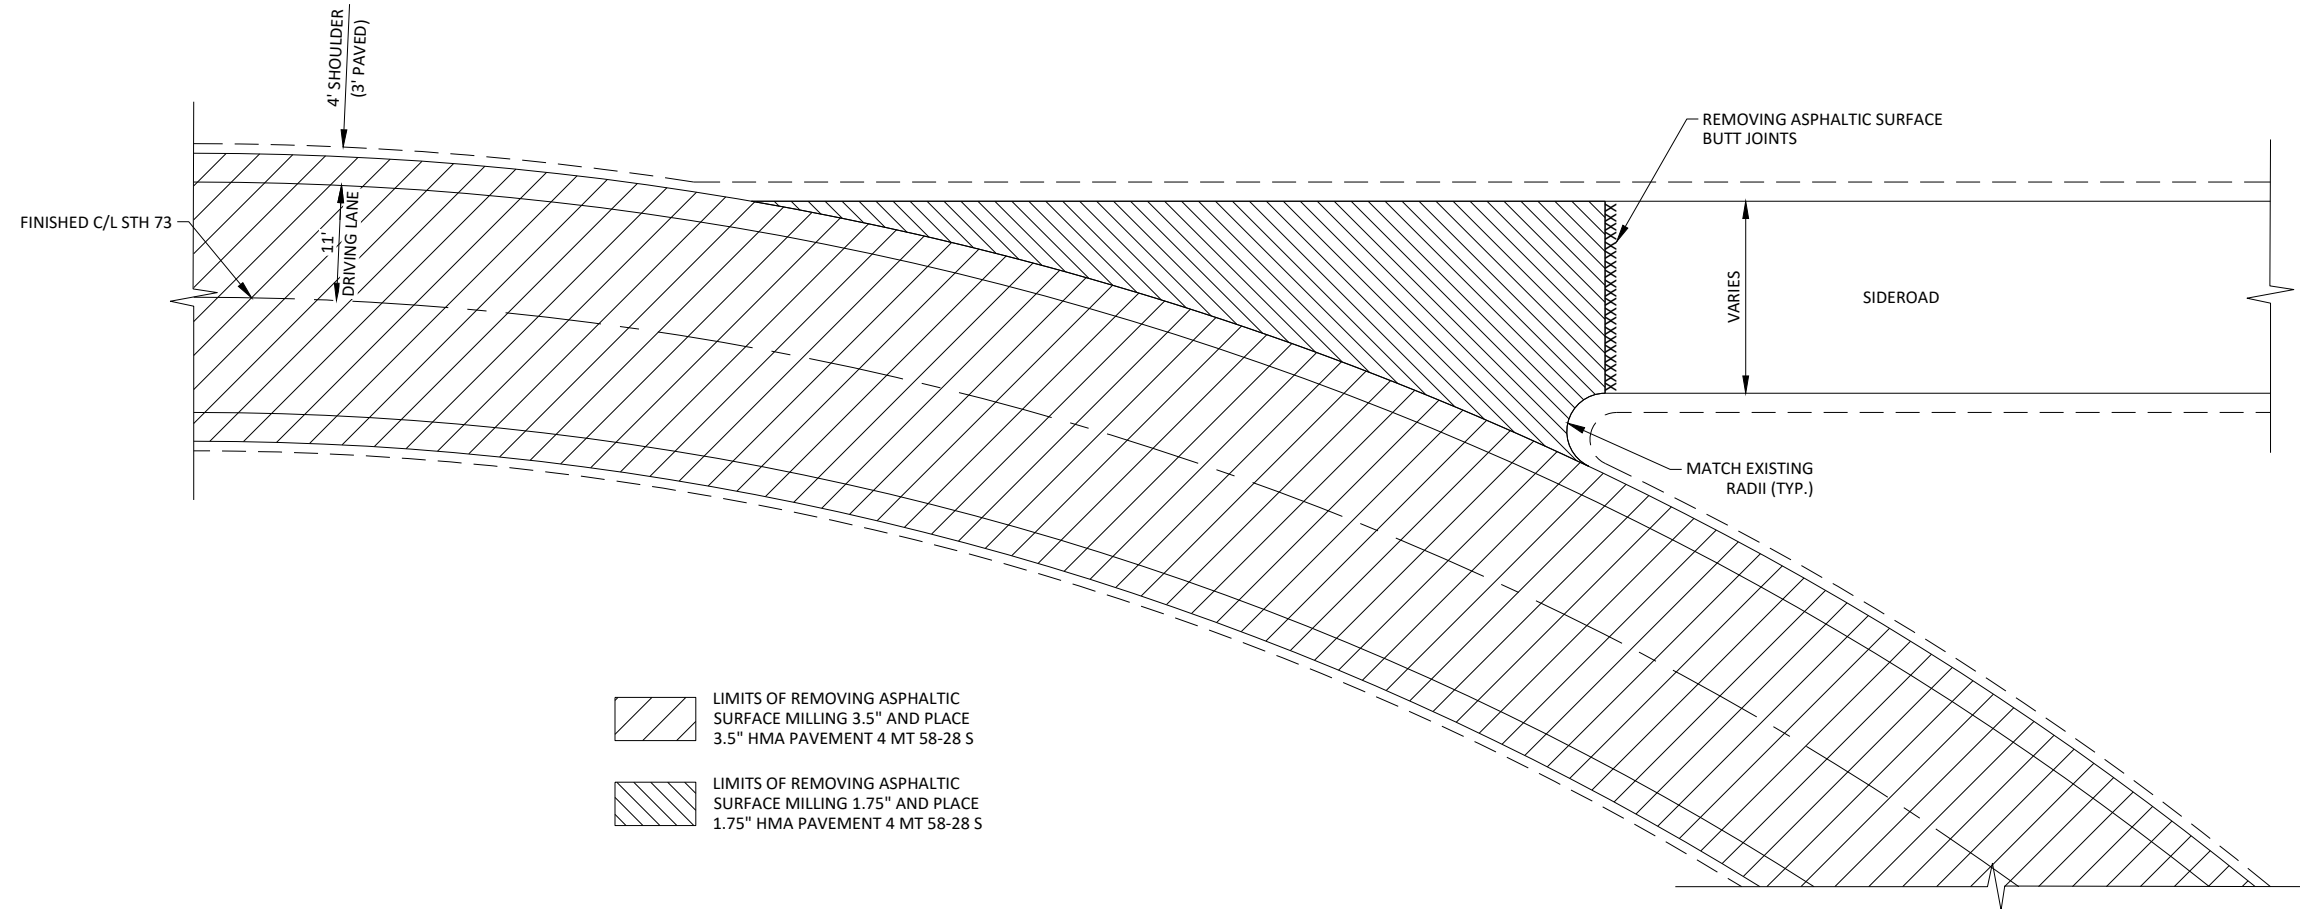 4' SHOULDER
(3' PAVED)
REMOVING ASPHALTIC SURFACE
BUTT JOINTS
FINISHED C/L STH 73
11'
DRIVING LANE
VARIES
SIDEROAD
MATCH EXISTING
RADII (TYP.)
LIMITS OF REMOVING ASPHALTIC
SURFACE MILLING 3.5" AND PLACE
3.5" HMA PAVEMENT 4 MT 58-28 S
LIMITS OF REMOVING ASPHALTIC
SURFACE MILLING 1.75" AND PLACE
1.75" HMA PAVEMENT 4 MT 58-28 S